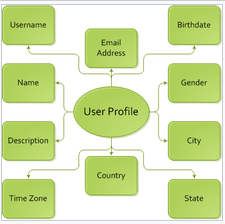 Username
Email
Address
Birthdate
Name
Gender
User Profile
Description
City
Country
Time Zone
State